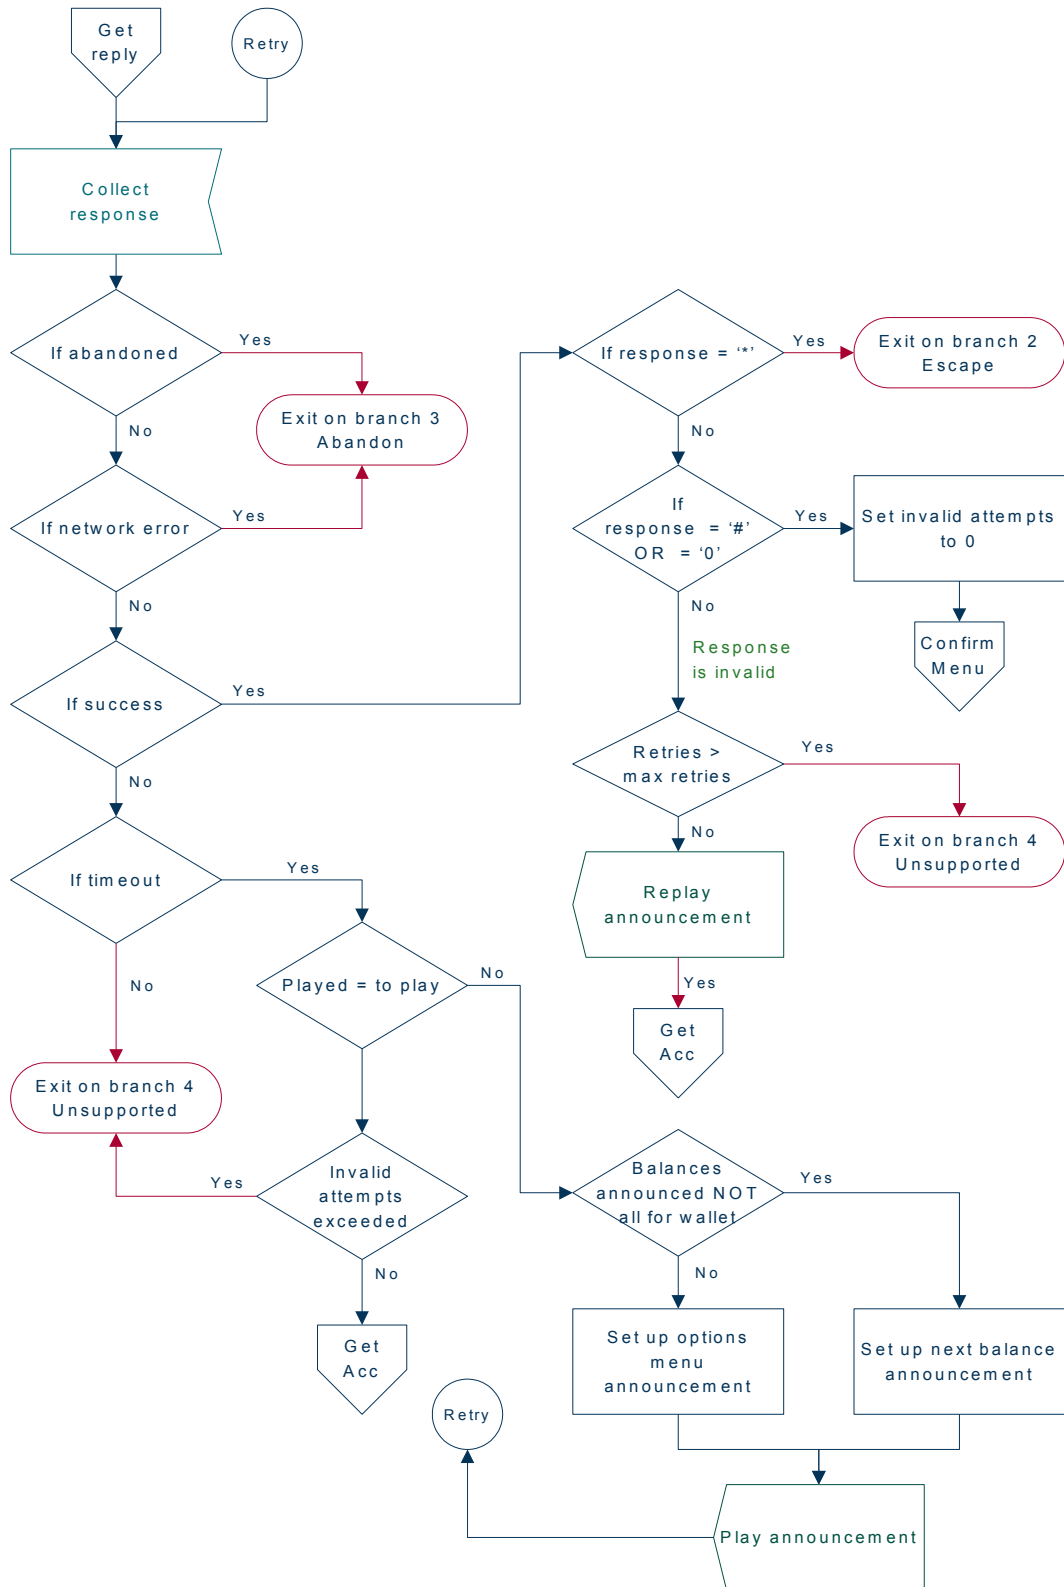 Get
reply
Retry
Collect
response
If abandoned
Yes
No
Exit on branch 3
Abandon
If network error
Yes
No
If success
Yes
No
If timeout
Yes
No
Exit on branch 4
Unsupported
Played = to play
No
Invalid
attempts
exceeded
Yes
No
Get
Acc
If response = ‘*’
Yes
No
Exit on branch 2
Escape
If
response = ‘#’
OR = ‘0’
Yes
No
Set invalid attempts
to 0
Confirm
Menu
Response
is invalid
Retries >
max retries
Yes
No
Exit on branch 4
Unsupported
Replay
announcement
Yes
Get
Acc
Balances
announced NOT
all for wallet
Yes
No
Set up options
menu
announcement
Set up next balance
announcement
Retry
Play announcement